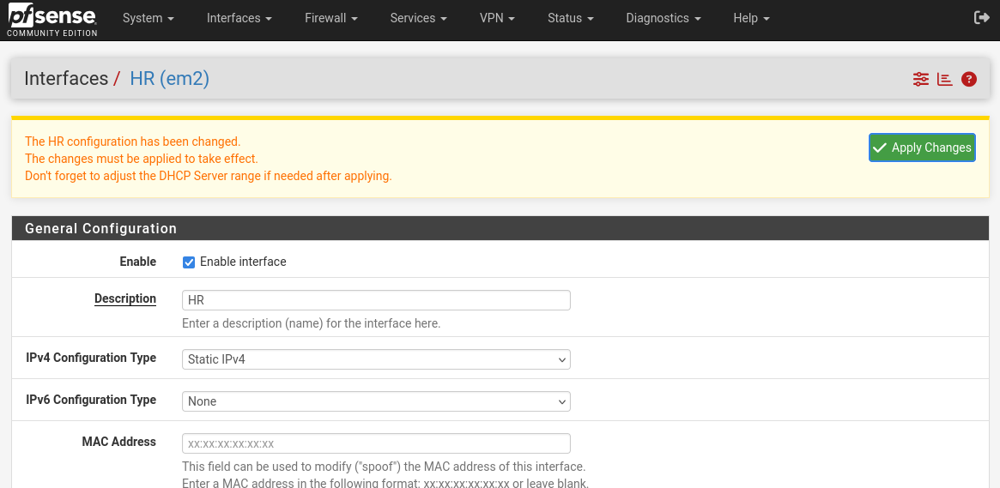 pfsense
COMMUNITY EDITION
System Interfaces Firewall Services VPN Status Diagnostics Help
Interfaces / HR (em2)
The HR configuration has been changed.
The changes must be applied to take effect.
Don't forget to adjust the DHCP Server range if needed after applying.
Apply Changes
General Configuration
Enable Enable interface
Description HR
Enter a description (name) for the interface here.
IPv4 Configuration Type Static IPv4
IPv6 Configuration Type None
MAC Address xx:xx:xx:xx:xx:xx
This field can be used to modify ("spoof") the MAC address of this interface.
Enter a MAC address in the following format: xx:xx:xx:xx:xx:xx or leave blank.